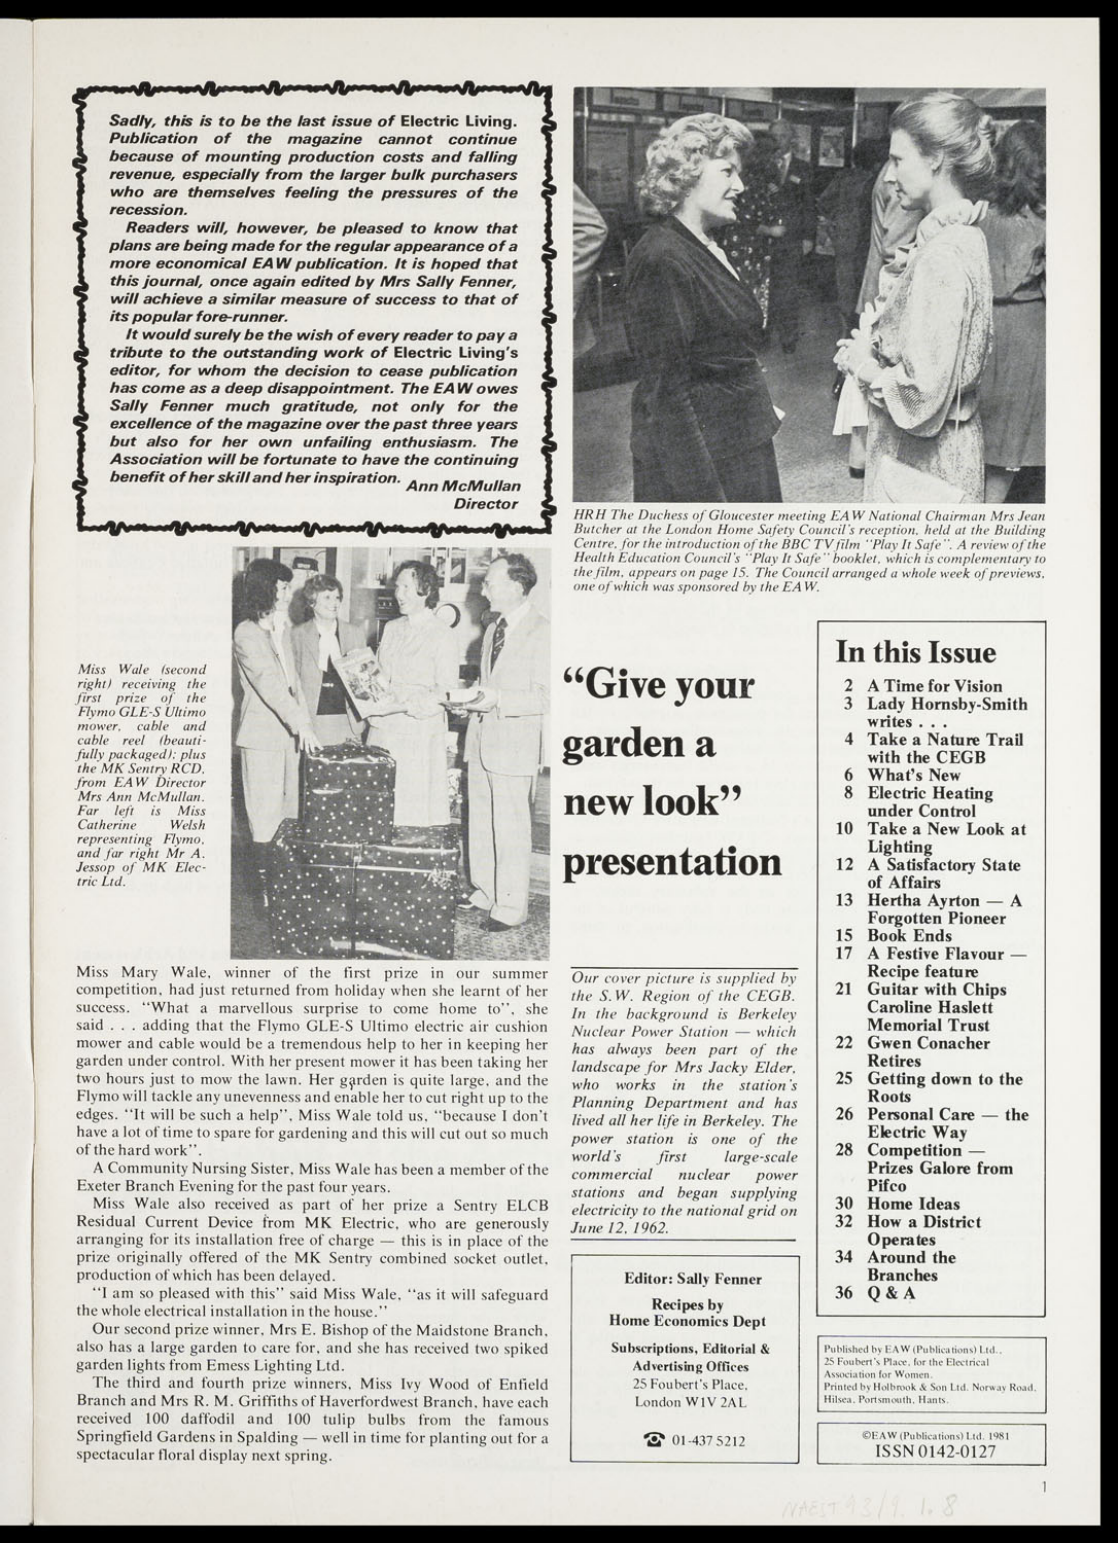 Sadly, this is to be the last issue of Electric Living.
Publication of the magazine cannot continue
because of mounting production costs and falling
revenue, especially from the larger bulk purchasers
who are themselves feeling the pressures of the
recession.
Readers will, however, be pleased to know that
plans are being made for the regular appearance of a
more economical EAW publication. It is hoped that
this journal, once again edited by Mrs Sally Fenner,
will achieve a similar measure of success to that of
its popular fore-runner.
It would surely be the wish of every reader to pay a
tribute to the outstanding work of Electric Living's
editor, for whom the decision to cease publication
has come as a deep disappointment. The EAW owes
Sally Fenner much gratitude, not only for the
excellence of the magazine over the past three years
but also for her own unfailing enthusiasm. The
Association will be fortunate to have the continuing
benefit of her skill and her inspiration.
Ann McMullan
Director
HRH The Duchess of Gloucester meeting EAW National Chairman Mrs Jean
Butcher at the London Home Safety Council's reception, held at the Building
Centre, for the introduction of the BBC TV film "Play It Safe". A review of the
Health Education Council's "Play It Safe" booklet, which is complementary to
the film, appears on page 15. The Council arranged a whole week of previews,
one of which was sponsored by the EAW.
Miss Wale (second
right) receiving the
first prize of the
Flymo GLE-S Ultimo
mower, cable and
cable reel (beauti-
fully packaged); plus
the MK Sentry RCD,
from EAW Director
Mrs Ann McMullan.
Far left is Miss
Catherine Welsh
representing Flymo,
and far right Mr A.
Jessop of MK Elec-
tric Ltd.
"Give your
garden a
new look"
presentation
Miss Mary Wale, winner of the first prize in our summer
competition, had just returned from holiday when she learnt of her
success. "What a marvellous surprise to come home to", she
said . . . adding that the Flymo GLE-S Ultimo electric air cushion
mower and cable would be a tremendous help to her in keeping her
garden under control. With her present mower it has been taking her
two hours just to mow the lawn. Her garden is quite large, and the
Flymo will tackle any unevenness and enable her to cut right up to the
edges. "It will be such a help", Miss Wale told us, "because I don't
have a lot of time to spare for gardening and this will cut out so much
of the hard work".
A Community Nursing Sister, Miss Wale has been a member of the
Exeter Branch Evening for the past four years.
Miss Wale also received as part of her prize a Sentry ELCB
Residual Current Device from MK Electric, who are generously
arranging for its installation free of charge — this is in place of the
prize originally offered of the MK Sentry combined socket outlet,
production of which has been delayed.
"I am so pleased with this" said Miss Wale, "as it will safeguard
the whole electrical installation in the house."
Our second prize winner, Mrs E. Bishop of the Maidstone Branch,
also has a large garden to care for, and she has received two spiked
garden lights from Emess Lighting Ltd.
The third and fourth prize winners, Miss Ivy Wood of Enfield
Branch and Mrs R. M. Griffiths of Haverfordwest Branch, have each
received 100 daffodil and 100 tulip bulbs from the famous
Springfield Gardens in Spalding — well in time for planting out for a
spectacular floral display next spring.
Our cover picture is supplied by
the S.W. Region of the CEGB.
In the background is Berkeley
Nuclear Power Station — which
has always been part of the
landscape for Mrs Jacky Elder,
who works in the station's
Planning Department and has
lived all her life in Berkeley. The
power station is one of the
world's first large-scale
commercial nuclear power
stations and began supplying
electricity to the national grid on
June 12, 1962.
Editor: Sally Fenner
Recipes by
Home Economics Dept
Subscriptions, Editorial &
Advertising Offices
25 Foubert's Place,
London W1V 2AL
☎ 01-437 5212
In this Issue
2 A Time for Vision
3 Lady Hornsby-Smith
writes . . .
4 Take a Nature Trail
with the CEGB
6 What's New
8 Electric Heating
under Control
10 Take a New Look at
Lighting
12 A Satisfactory State
of Affairs
13 Hertha Ayrton — A
Forgotten Pioneer
15 Book Ends
17 A Festive Flavour —
Recipe feature
21 Guitar with Chips
Caroline Haslett
Memorial Trust
22 Gwen Conacher
Retires
25 Getting down to the
Roots
26 Personal Care — the
Electric Way
28 Competition —
Prizes Galore from
Pifco
30 Home Ideas
32 How a District
Operates
34 Around the
Branches
36 Q & A
Published by EAW (Publications) Ltd.,
25 Foubert's Place, for the Electrical
Association for Women.
Printed by Holbrook & Son Ltd. Norway Road,
Hilsea, Portsmouth, Hants.
©EAW (Publications) Ltd. 1981
ISSN 0142-0127
1
NAEST 93/9.1.8